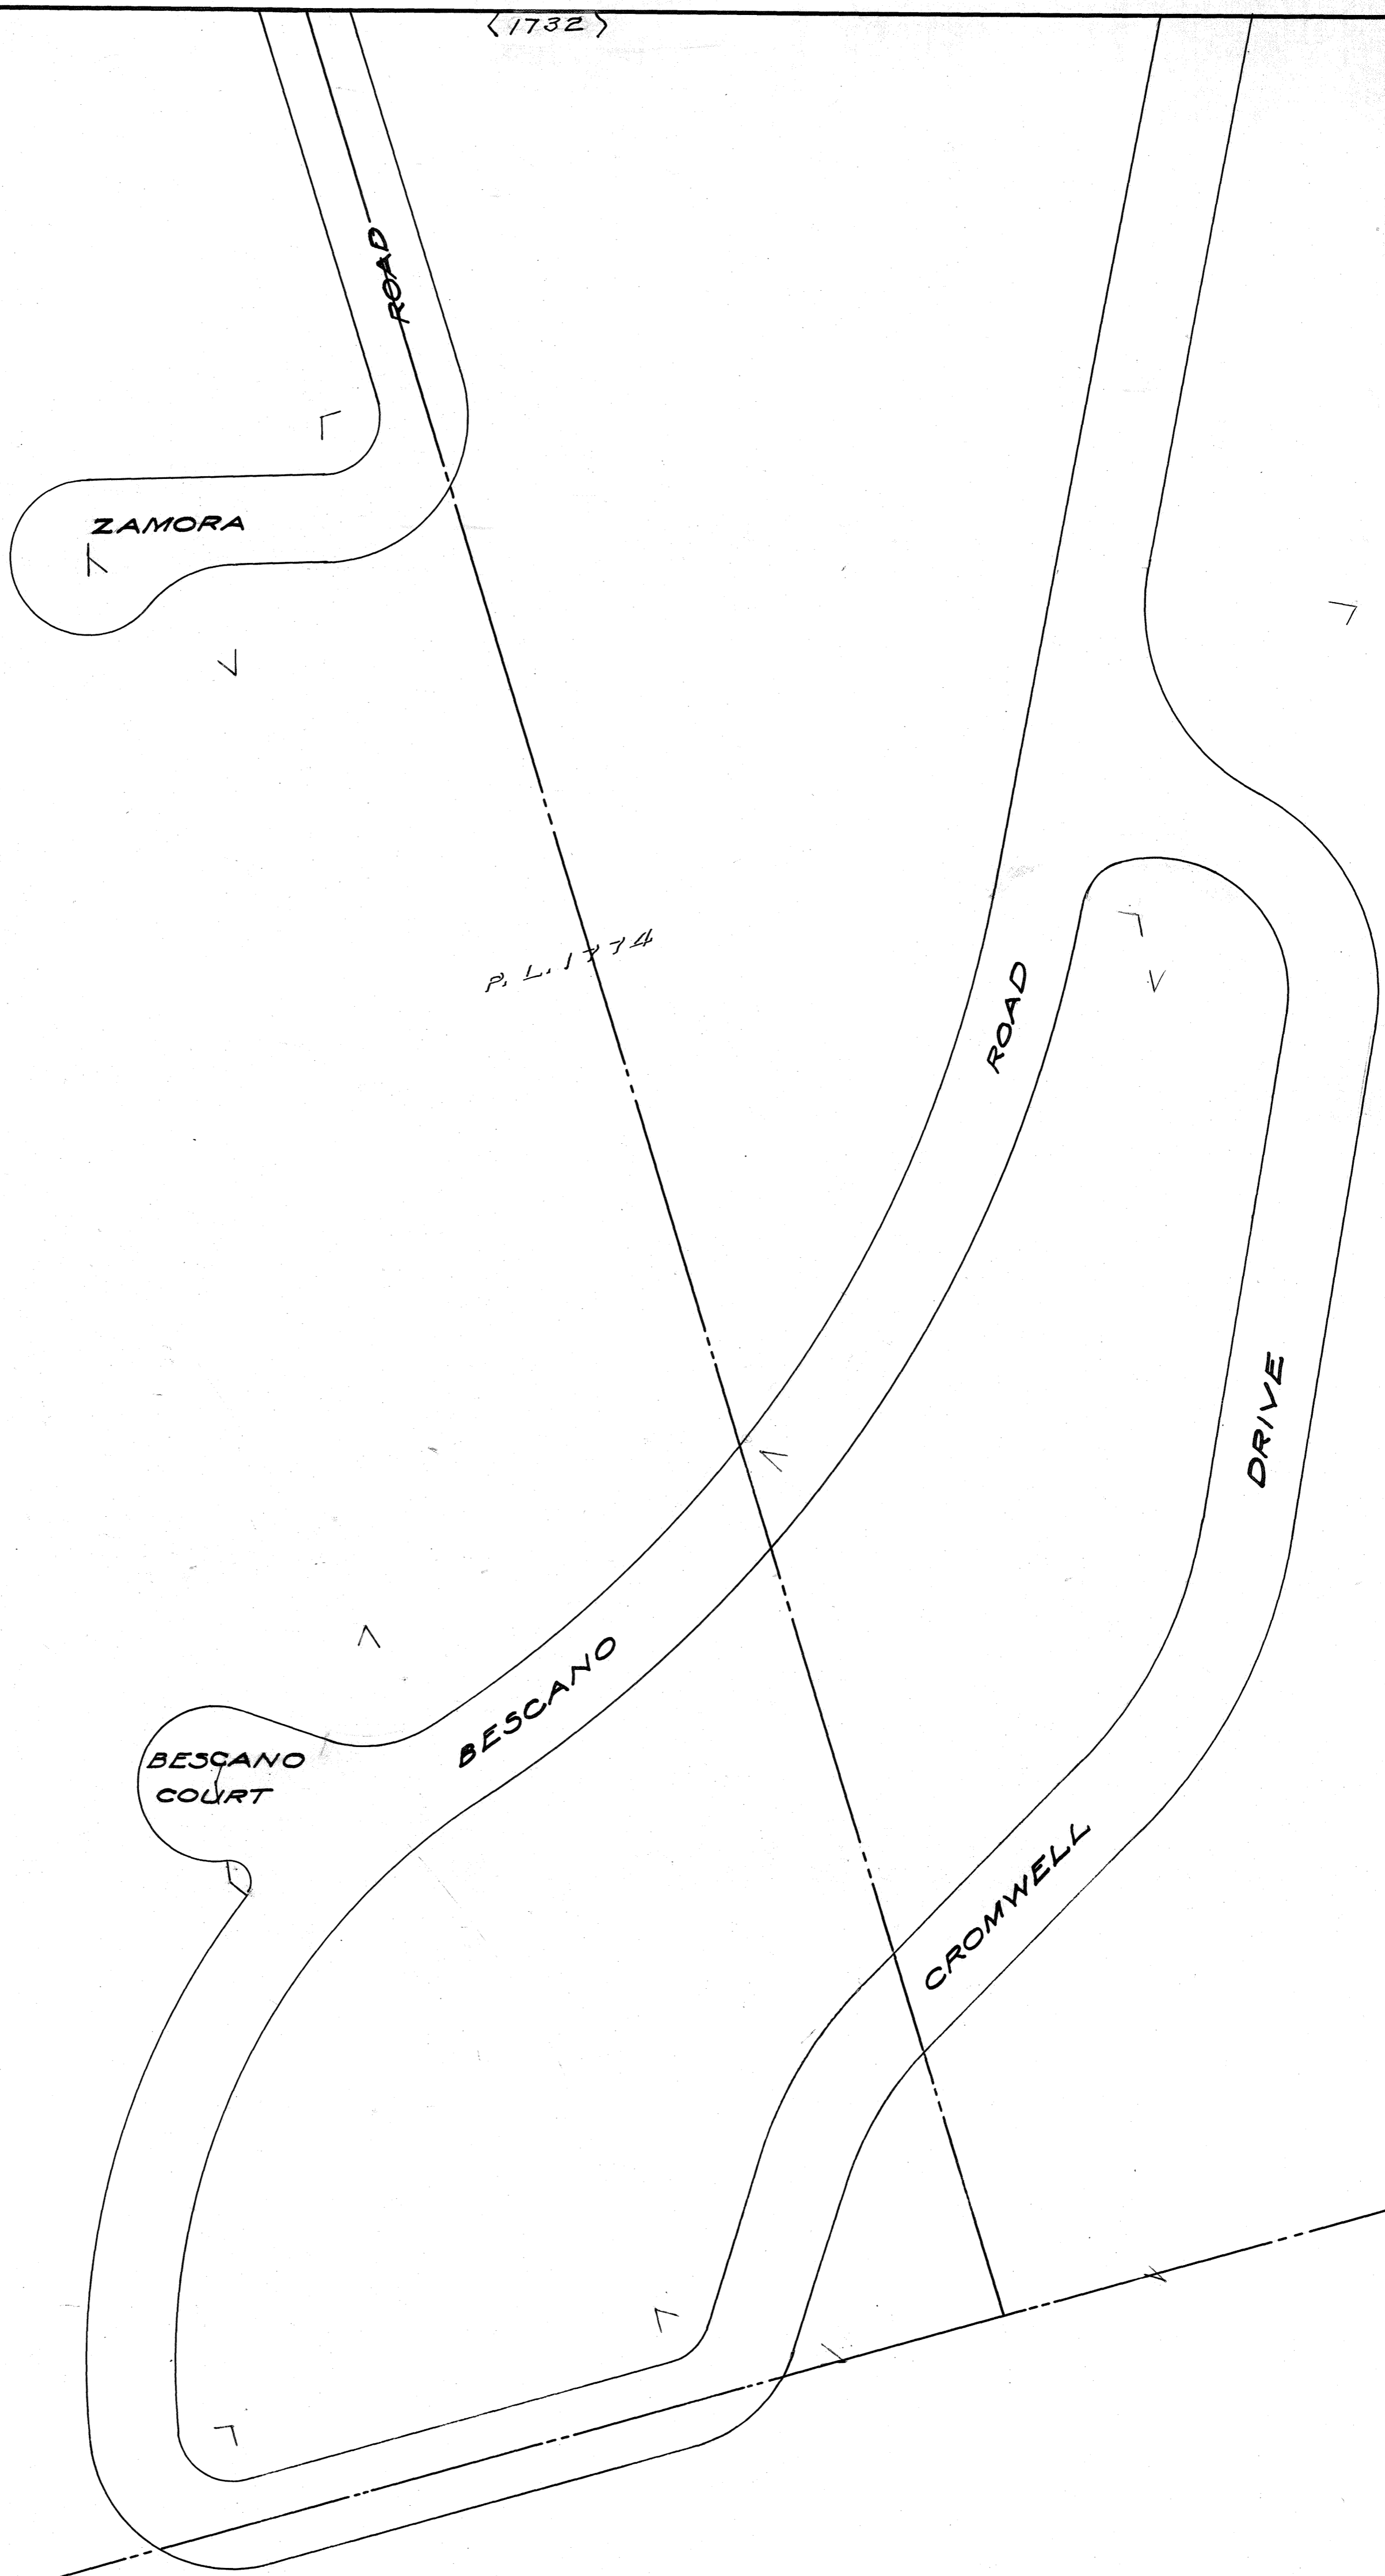 <1732>
ROAD
ZAMORA
P. L. 1774
ROAD
DRIVE
BESCANO
BESCANO
COURT
CROMWELL